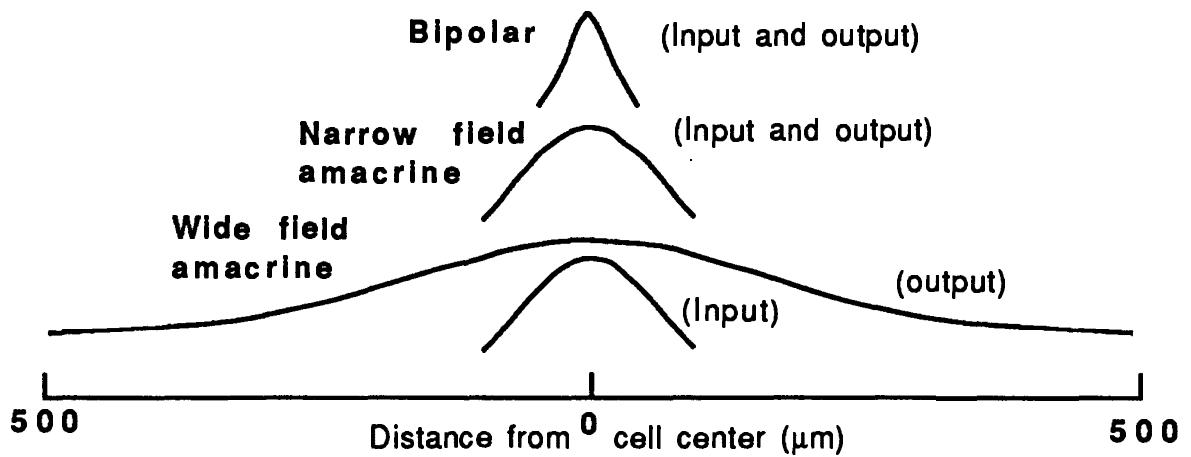 Bipolar (Input and output)
Narrow field (Input and output)
amacrine
Wide field
amacrine (output)
(Input)
500 0 500
Distance from cell center (μm)